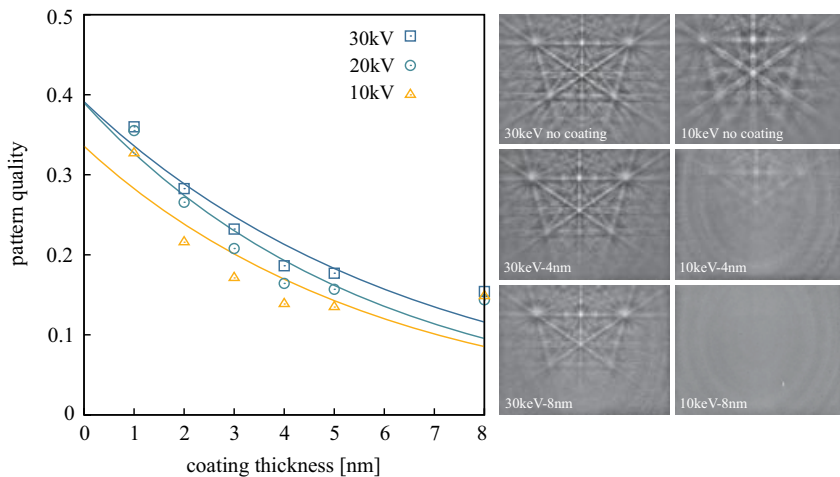 0.5
0.4
0.3
0.2
0.1
0
pattern quality
30kV
20kV
10kV
0 1 2 3 4 5 6 7 8
coating thickness [nm]
30keV no coating
10keV no coating
30keV-4nm
10keV-4nm
30keV-8nm
10keV-8nm